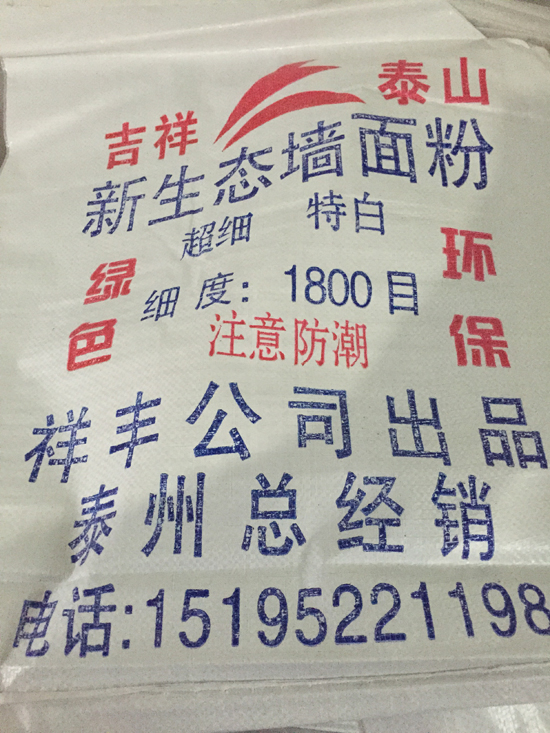 吉祥 泰山
新生态墙面粉
超细 特白
绿色 环保
细度：1800目
注意防潮
祥丰公司出品
泰州总经销
电话:15195221198